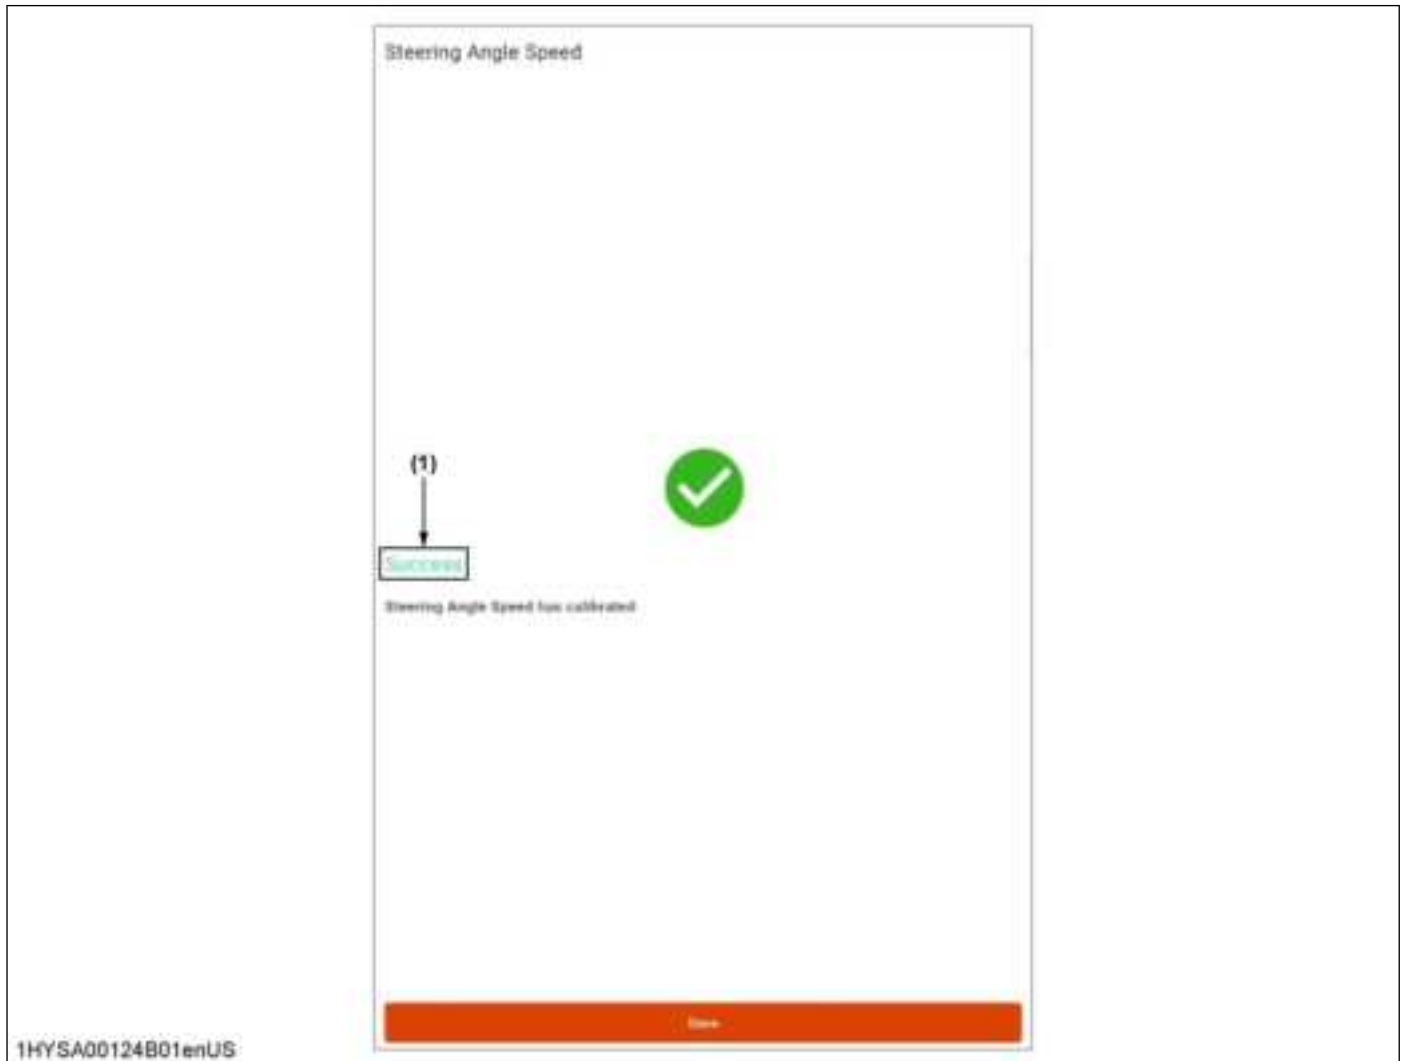 Steering Angle Speed
(1)
Success
Steering Angle Speed has calibrated
1HYSA00124B01enUS